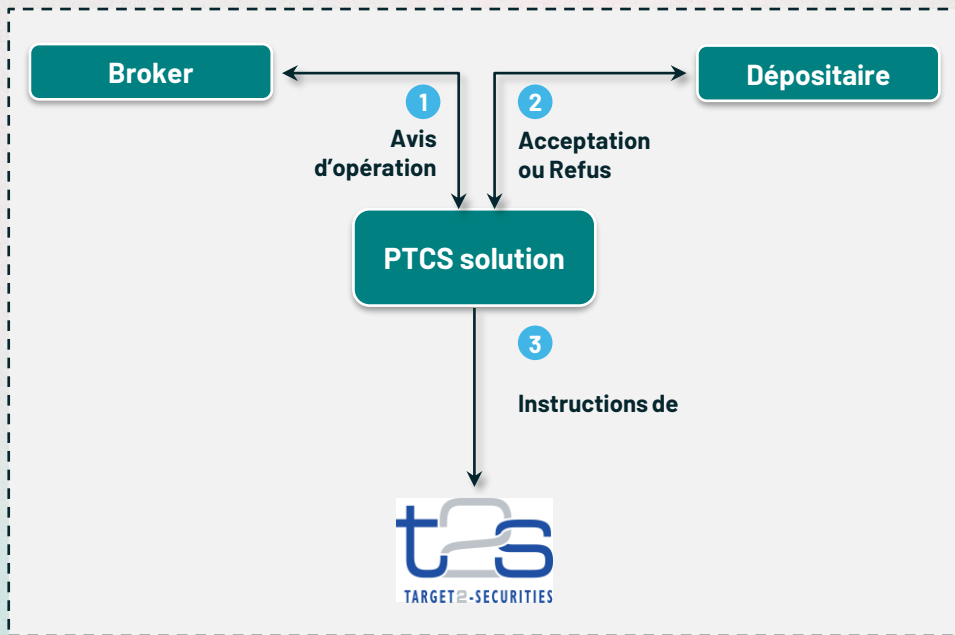 Broker
Dépositaire
1
Avis
d’opération
2
Acceptation
ou Refus
PTCS solution
3
Instructions de
t2s
TARGET2-SECURITIES